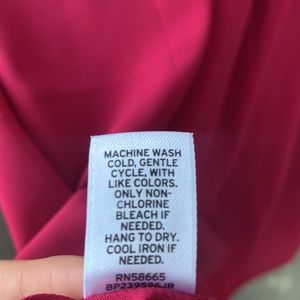 MACHINE WASH
COLD, GENTLE
CYCLE, WITH
LIKE COLORS.
ONLY NON-
CHLORINE
BLEACH IF
NEEDED.
HANG TO DRY.
COOL IRON IF
NEEDED.
RN58665
BP239596JR